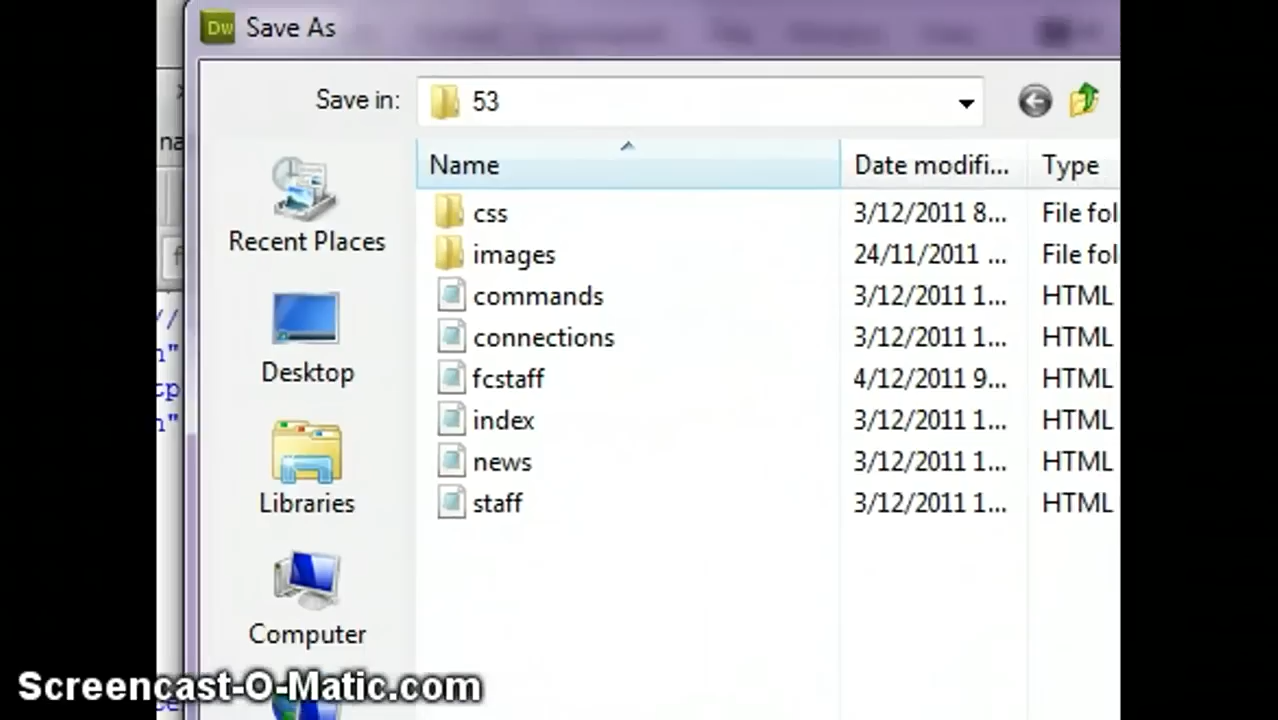 Dw Save As
Save in: 53
na
Name Date modifi... Type
Recent Places
css 3/12/2011 8... File fol
images 24/11/2011 ... File fol
commands 3/12/2011 1... HTML
connections 3/12/2011 1... HTML
fcstaff 4/12/2011 9... HTML
index 3/12/2011 1... HTML
news 3/12/2011 1... HTML
staff 3/12/2011 1... HTML
Desktop
Libraries
Computer
//
n"
tp
n"
Screencast-O-Matic.com